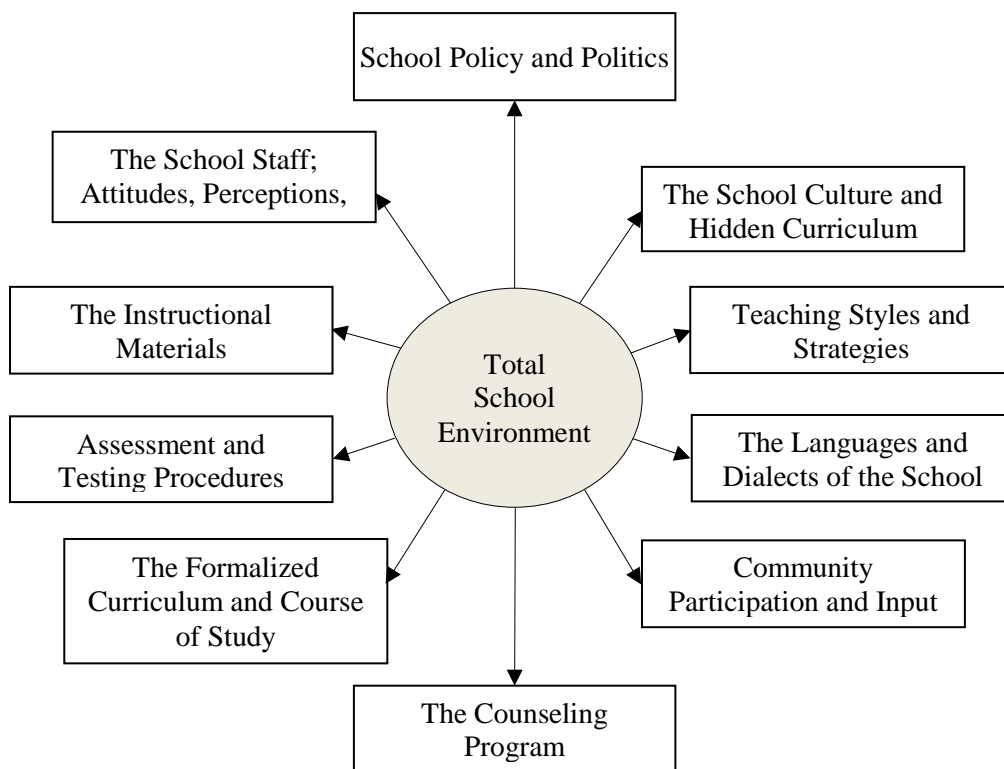 School Policy and Politics
The School Staff;
Attitudes, Perceptions,
The School Culture and
Hidden Curriculum
The Instructional
Materials
Teaching Styles and
Strategies
Total
School
Environment
Assessment and
Testing Procedures
The Languages and
Dialects of the School
The Formalized
Curriculum and Course
of Study
Community
Participation and Input
The Counseling
Program